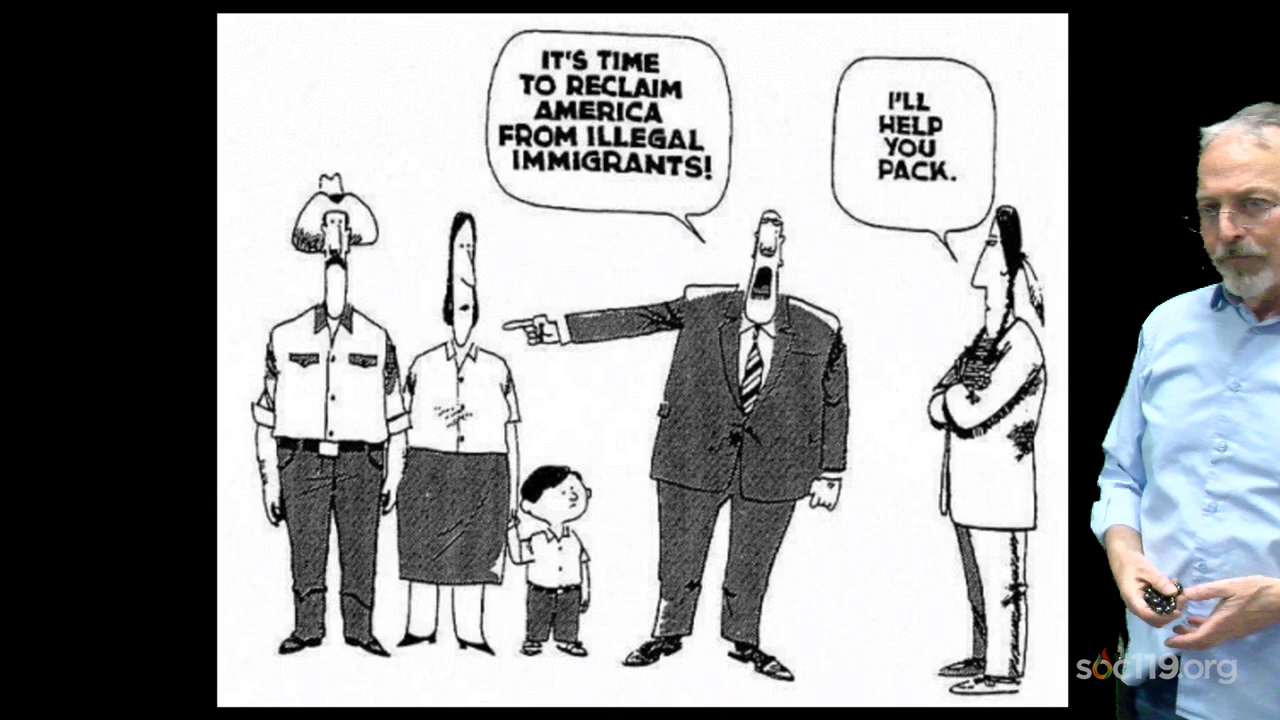 IT'S TIME
TO RECLAIM
AMERICA
FROM ILLEGAL
IMMIGRANTS!
I'LL
HELP
YOU
PACK.
soc119.org